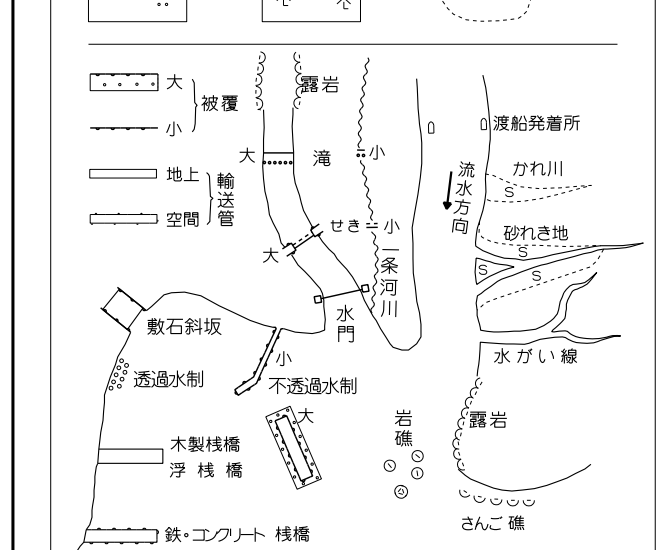 大
被覆
小
地上
輸送管
空間
露岩
大
滝
小
せき
小
大
一条河川
水門
渡船発着所
流水方向
かれ川
S
砂れき地
S
S
S
水がい線
敷石斜坂
小
透過水制
不透過水制
大
木製桟橋
浮桟橋
岩礁
露岩
さんご礁
鉄・コンクリート桟橋